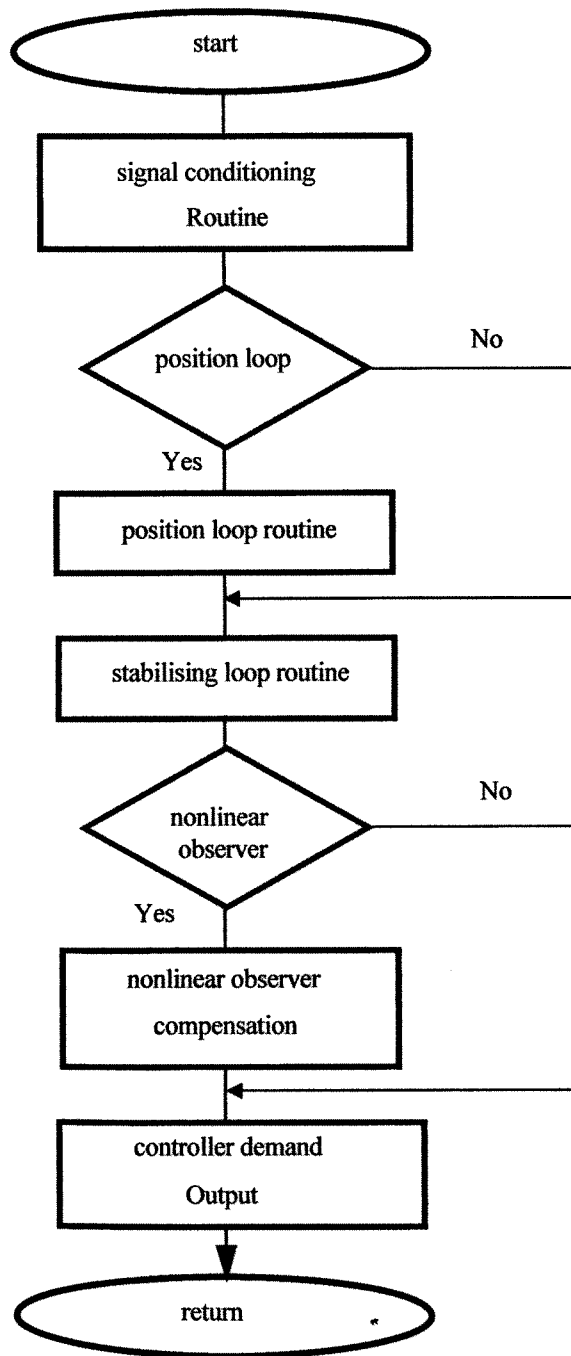 start
signal conditioning
Routine
position loop
No
Yes
position loop routine
stabilising loop routine
nonlinear
observer
No
Yes
nonlinear observer
compensation
controller demand
Output
return